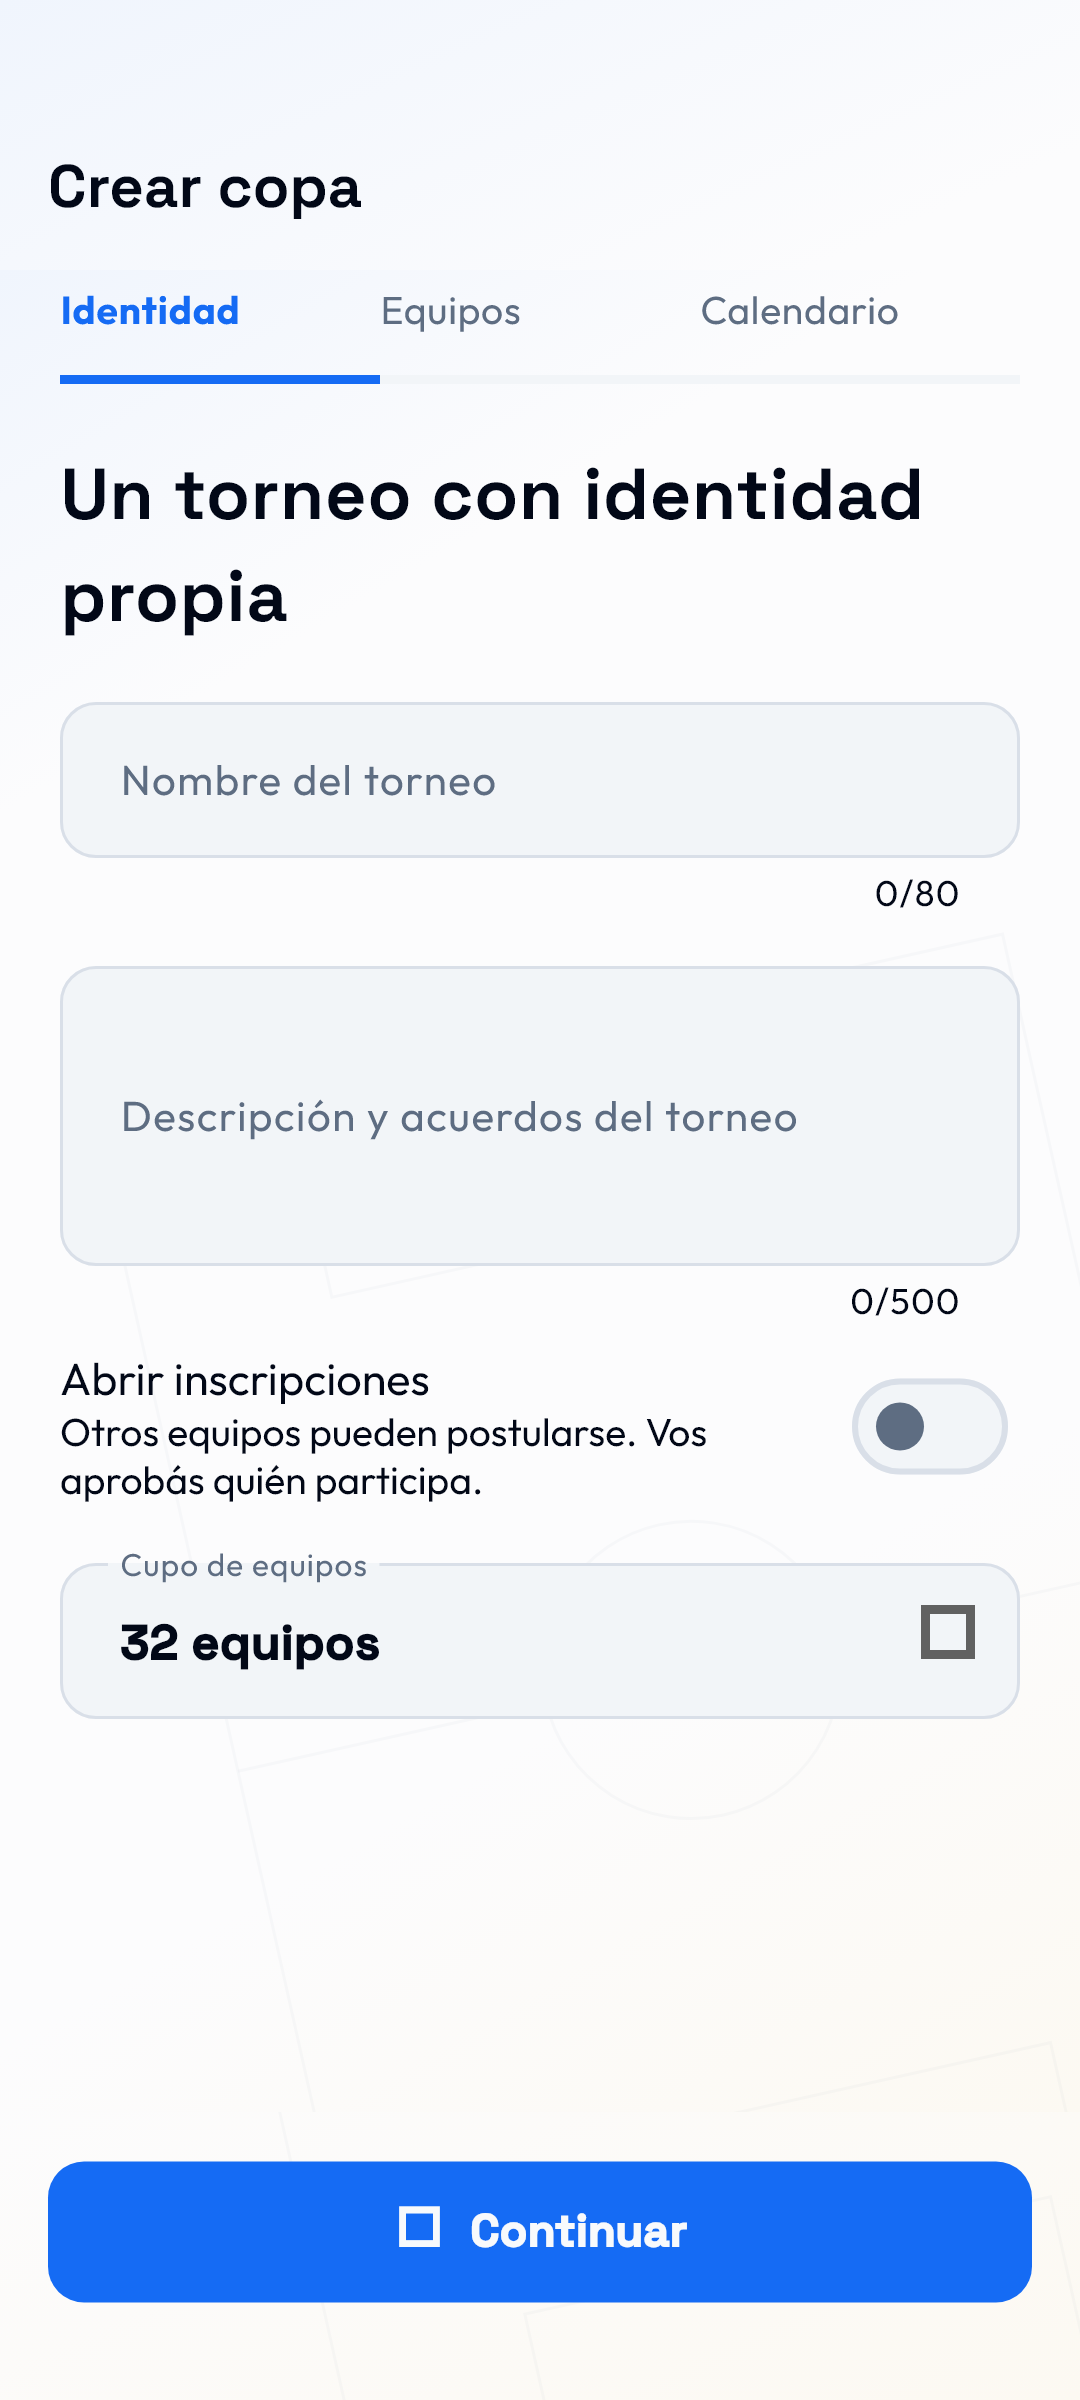 Crear copa
Identidad
Equipos
Calendario
Un torneo con identidad
propia
Nombre del torneo
0/80
Descripción y acuerdos del torneo
0/500
Abrir inscripciones
Otros equipos pueden postularse. Vos
aprobás quién participa.
Cupo de equipos
32 equipos
Continuar